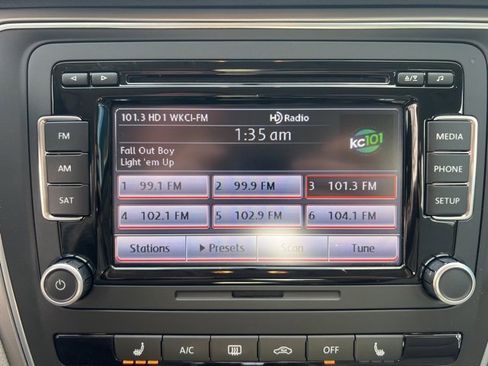 101.3 HD1 WKCI-FM HD Radio
1:35 am
kc101
Fall Out Boy
Light 'em Up
1 99.1 FM 2 99.9 FM 3 101.3 FM
4 102.1 FM 5 102.9 FM 6 104.1 FM
Stations Presets Scan Tune
FM
AM
SAT
MEDIA
PHONE
SETUP
A/C OFF